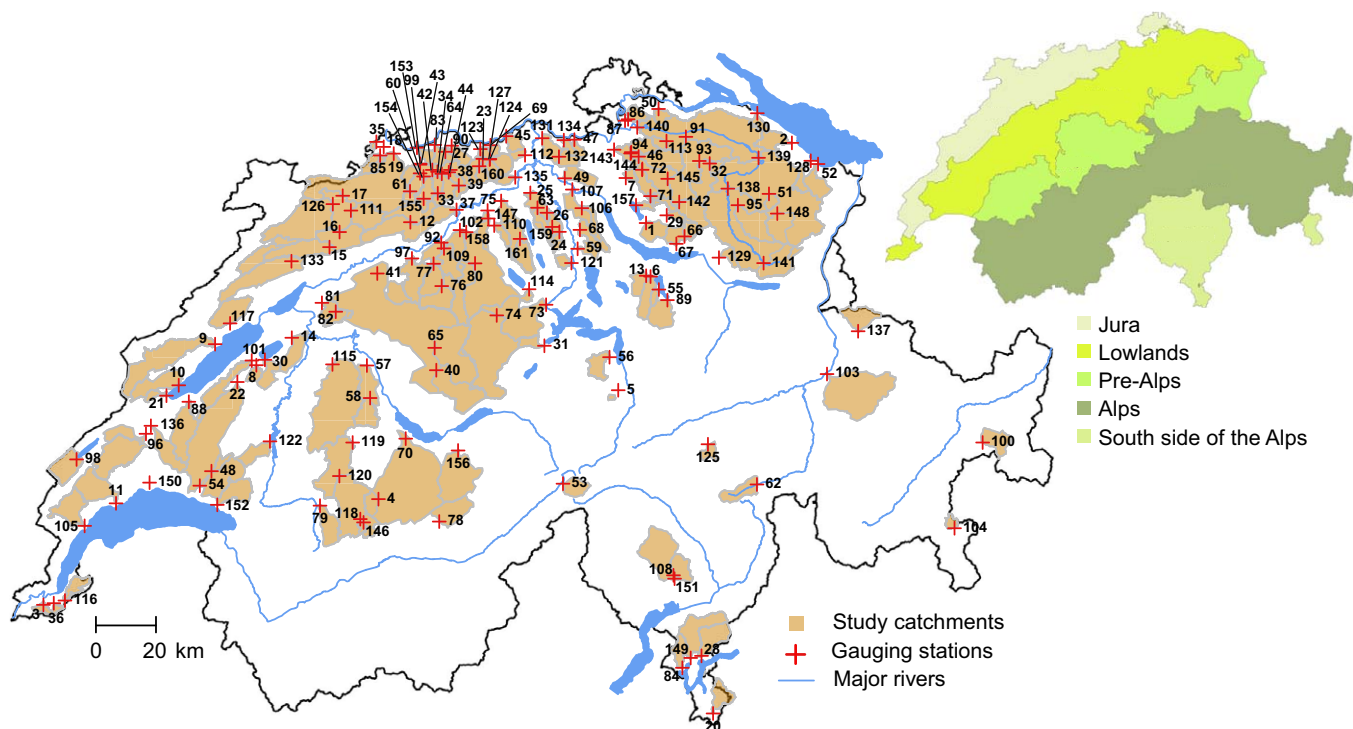 153
60 99 43
42 34 44
154 64 127
83 123 23 124 69
35 18 90 45 131 134 47
85 19 27 112 132 143
50 86 87 140 91 130 2
94 46 113 93 139 128 52
144 72 32
17 61 38 160 135 49 145 138 51
126 111 155 33 39 75 25 107 157 71 142 95 148
16 12 37 147 63 106 29
15 102 110 26 1 66
133 92 158 159 24 68 67
97 109 161 59 129 141
41 77 80 121 13 6
81 76 114 55
82 73 89
117 74
9 14 65 31 137
101 30 115 57 56
8 40 103
10 22 58 5
21 88
136
96 122 119 70 100
98 156 125
48 120
11 150 54 4 53 62
105 152 79 118 78 104
146
108
151
3 36 116
149 28
84
20
0 20 km
Study catchments
Gauging stations
Major rivers
Jura
Lowlands
Pre-Alps
Alps
South side of the Alps